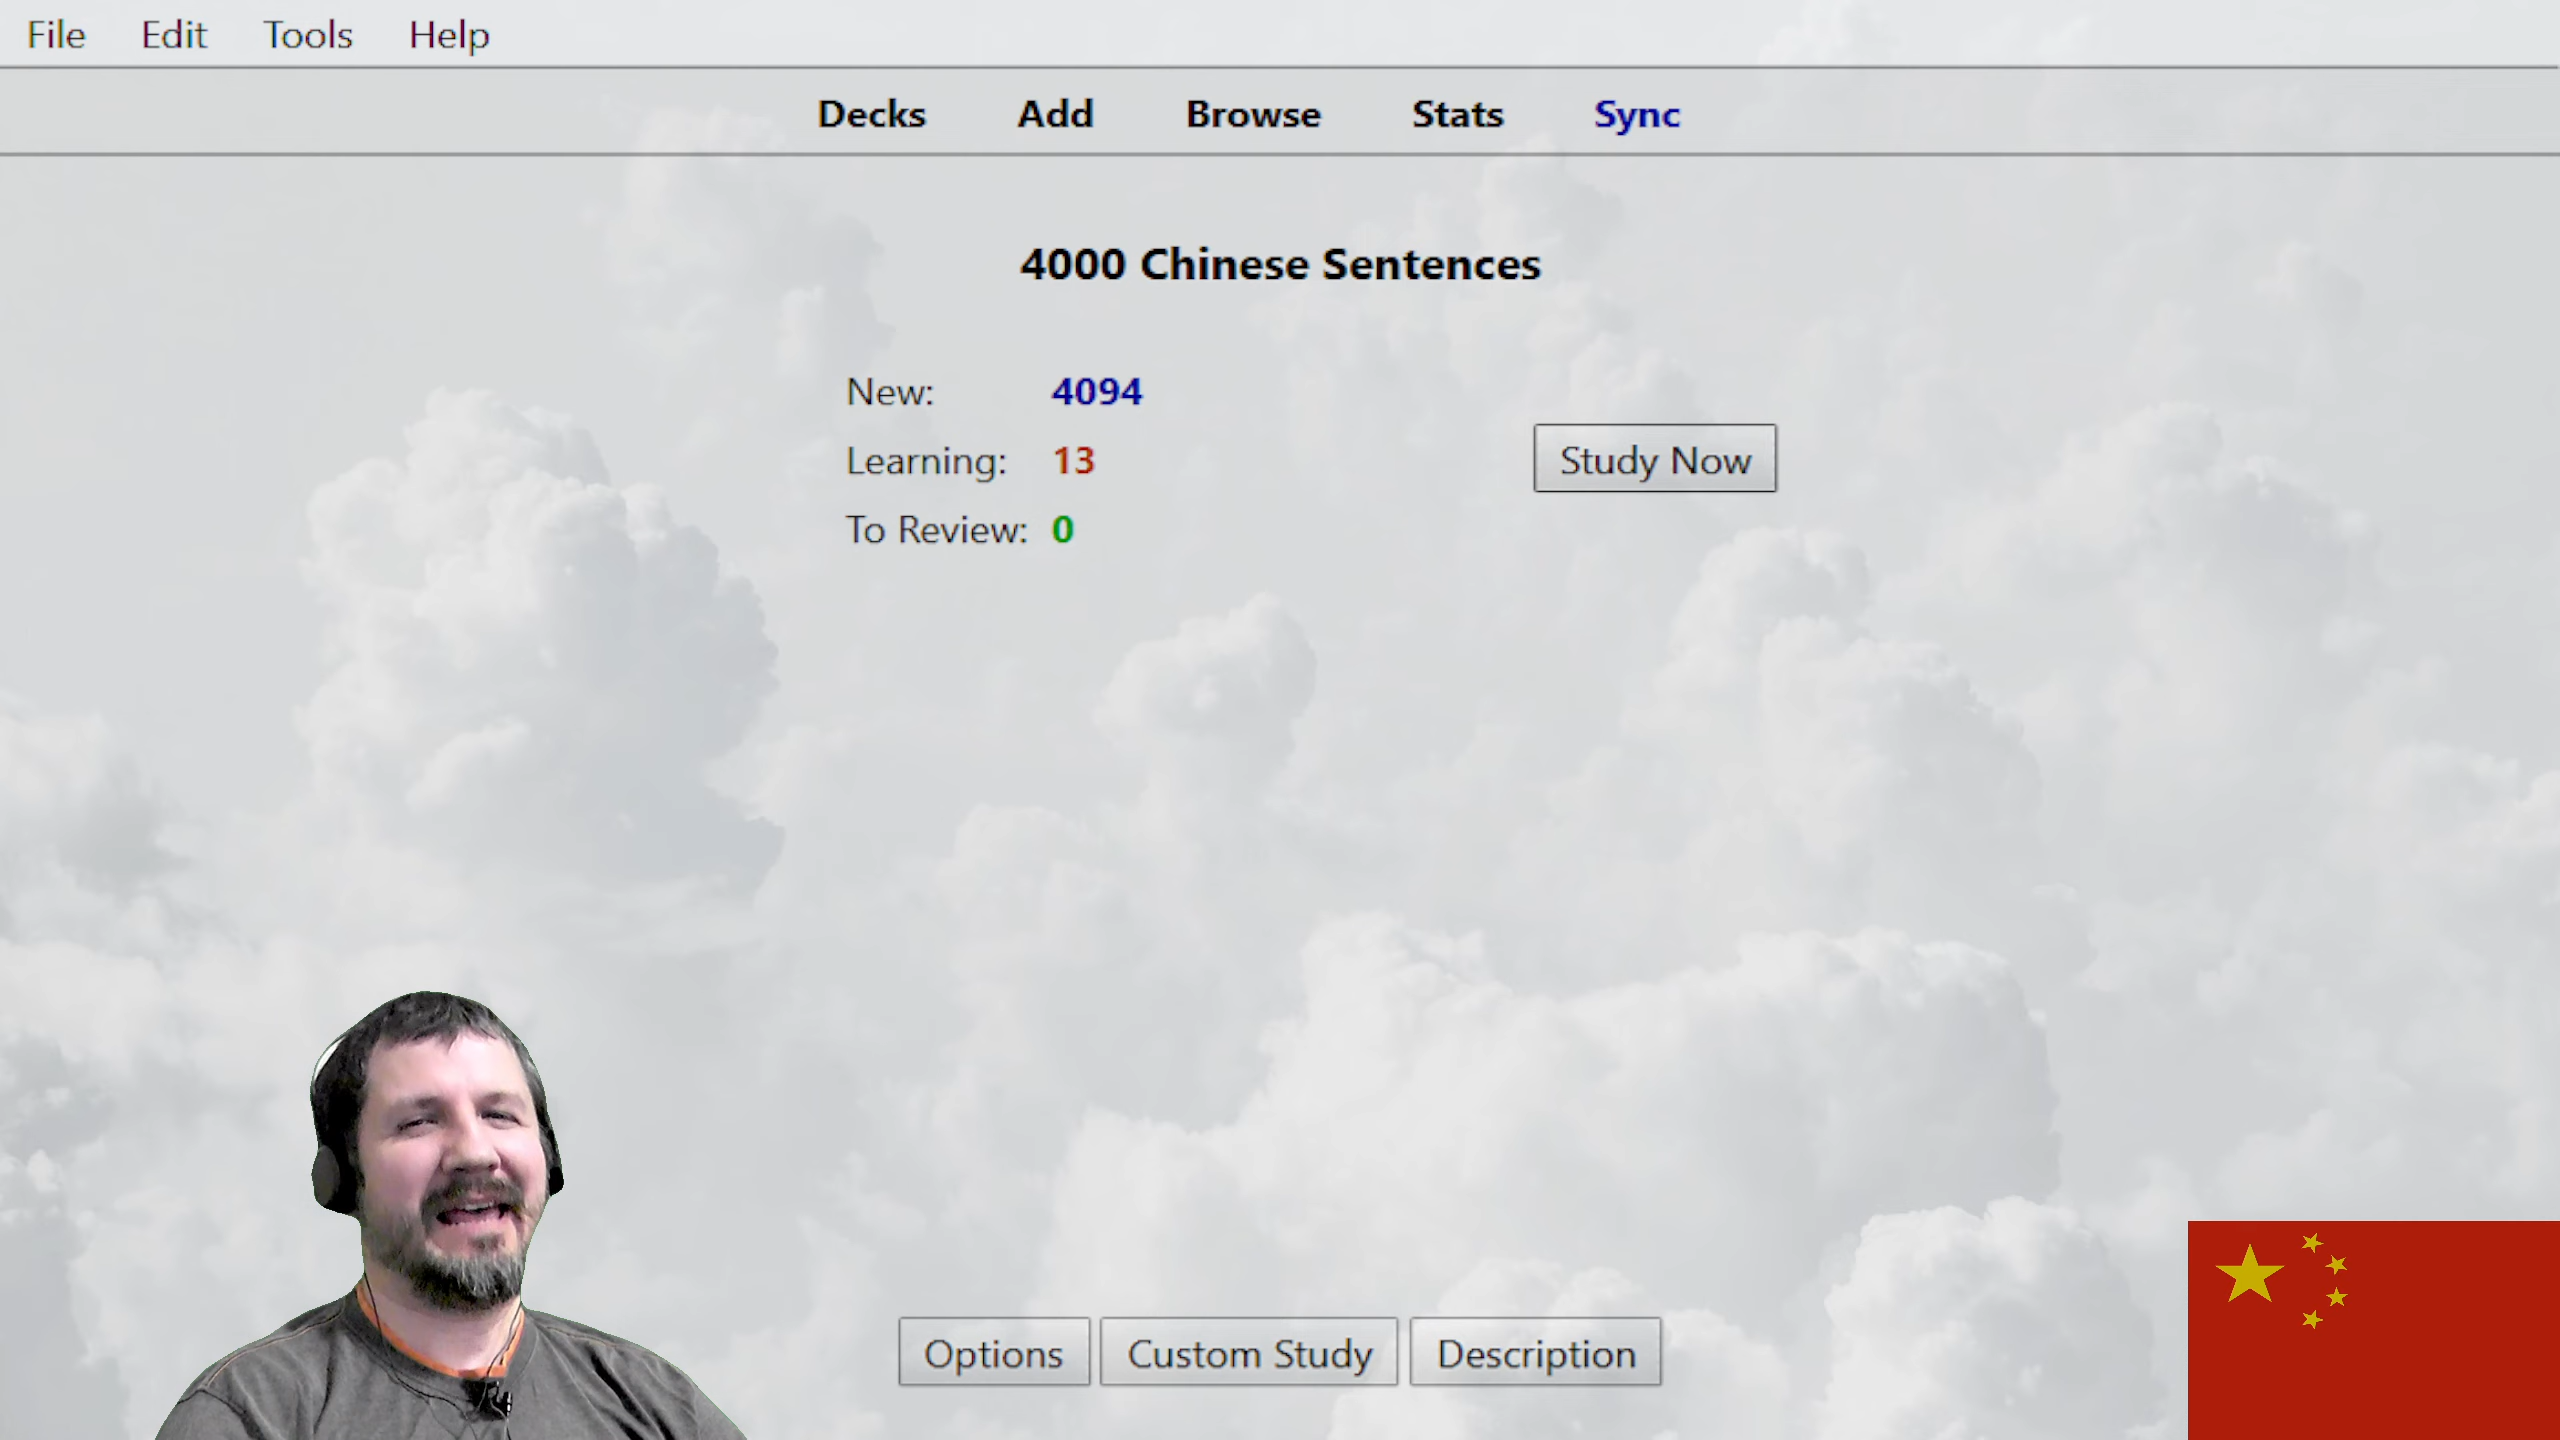 File Edit Tools Help
Decks Add Browse Stats Sync
4000 Chinese Sentences
New: 4094
Learning: 13
Study Now
To Review: 0
Options Custom Study Description